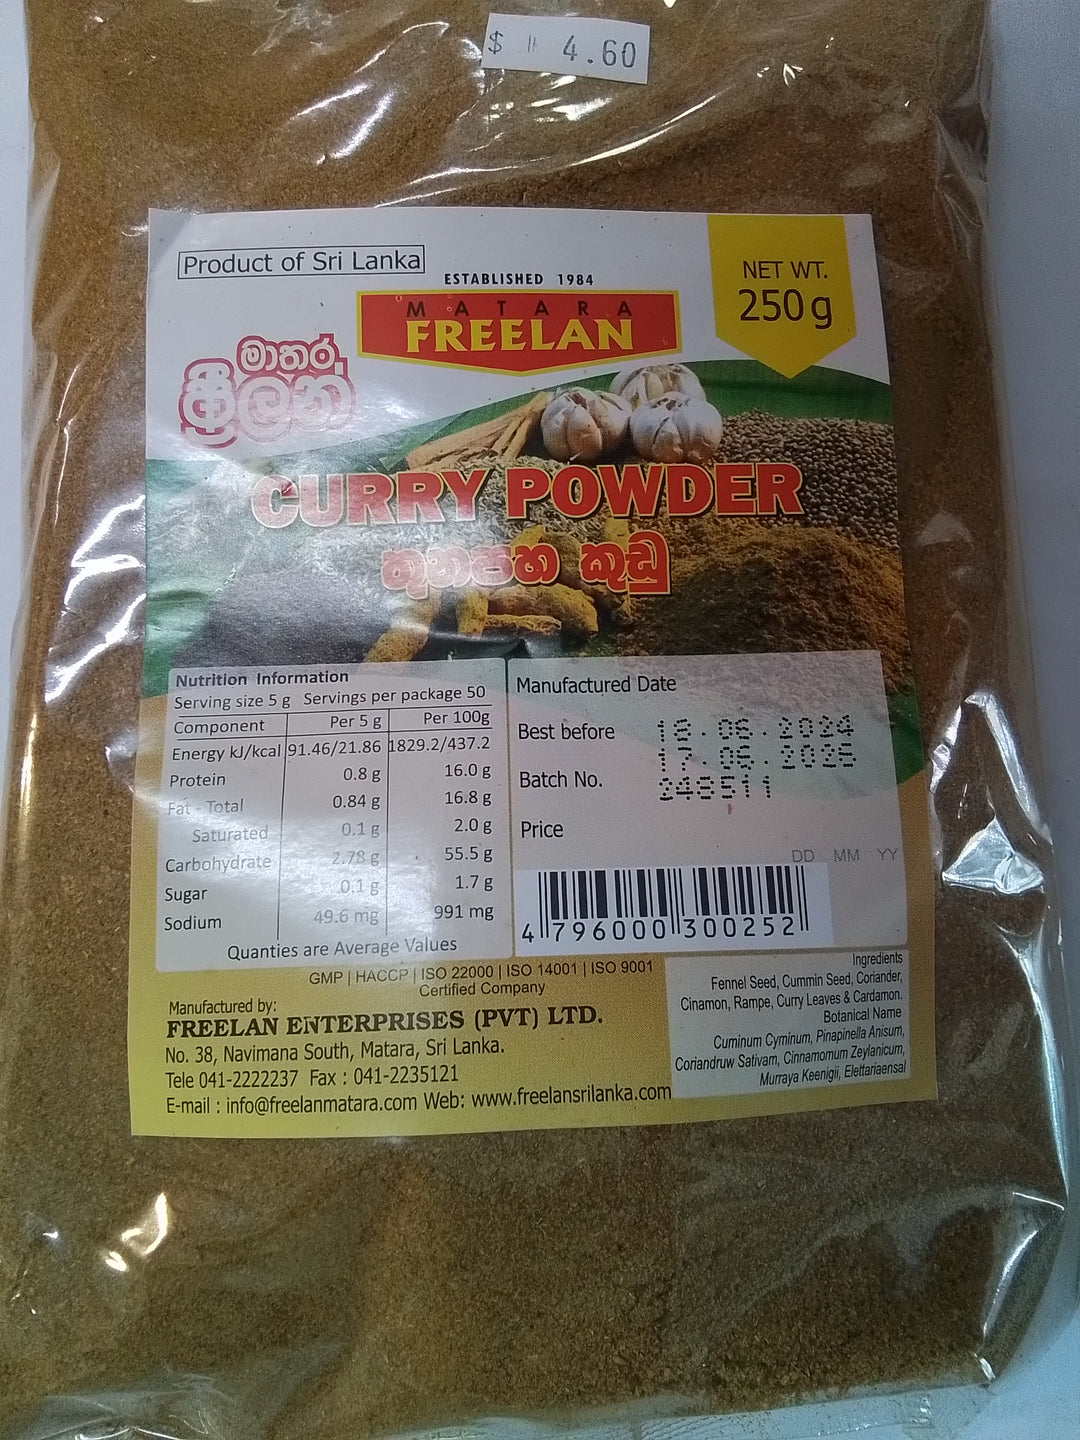 $ 4.60
Product of Sri Lanka
ESTABLISHED 1984
MATARA
FREELAN
NET WT.
250g
මාතර
ෆ්‍රීලන්
CURRY POWDER
තුනපහ කුඩු
Nutrition Information
Serving size 5 g Servings per package 50
Component Per 5 g Per 100g
Energy kJ/kcal 91.46/21.86 1829.2/437.2
Protein 0.8 g 16.0 g
Fat - Total 0.84 g 16.8 g
Saturated 0.1 g 2.0 g
Carbohydrate 2.78 g 55.5 g
Sugar 0.1 g 1.7 g
Sodium 49.6 mg 991 mg
Quanties are Average Values
Manufactured Date 18.06.2024
Best before 17.06.2026
Batch No. 248511
Price
DD MM YY
4 796000 300252
GMP | HACCP | ISO 22000 | ISO 14001 | ISO 9001
Certified Company
Manufactured by:
FREELAN ENTERPRISES (PVT) LTD.
No. 38, Navimana South, Matara, Sri Lanka.
Tele 041-2222237 Fax : 041-2235121
E-mail : info@freelanmatara.com Web: www.freelansrilanka.com
Ingredients
Fennel Seed, Cummin Seed, Coriander,
Cinamon, Rampe, Curry Leaves & Cardamon.
Botanical Name
Cuminum Cyminum, Pinapinella Anisum,
Coriandruw Sativam, Cinnamomum Zeylanicum,
Murraya Keenigii, Elettariaensal